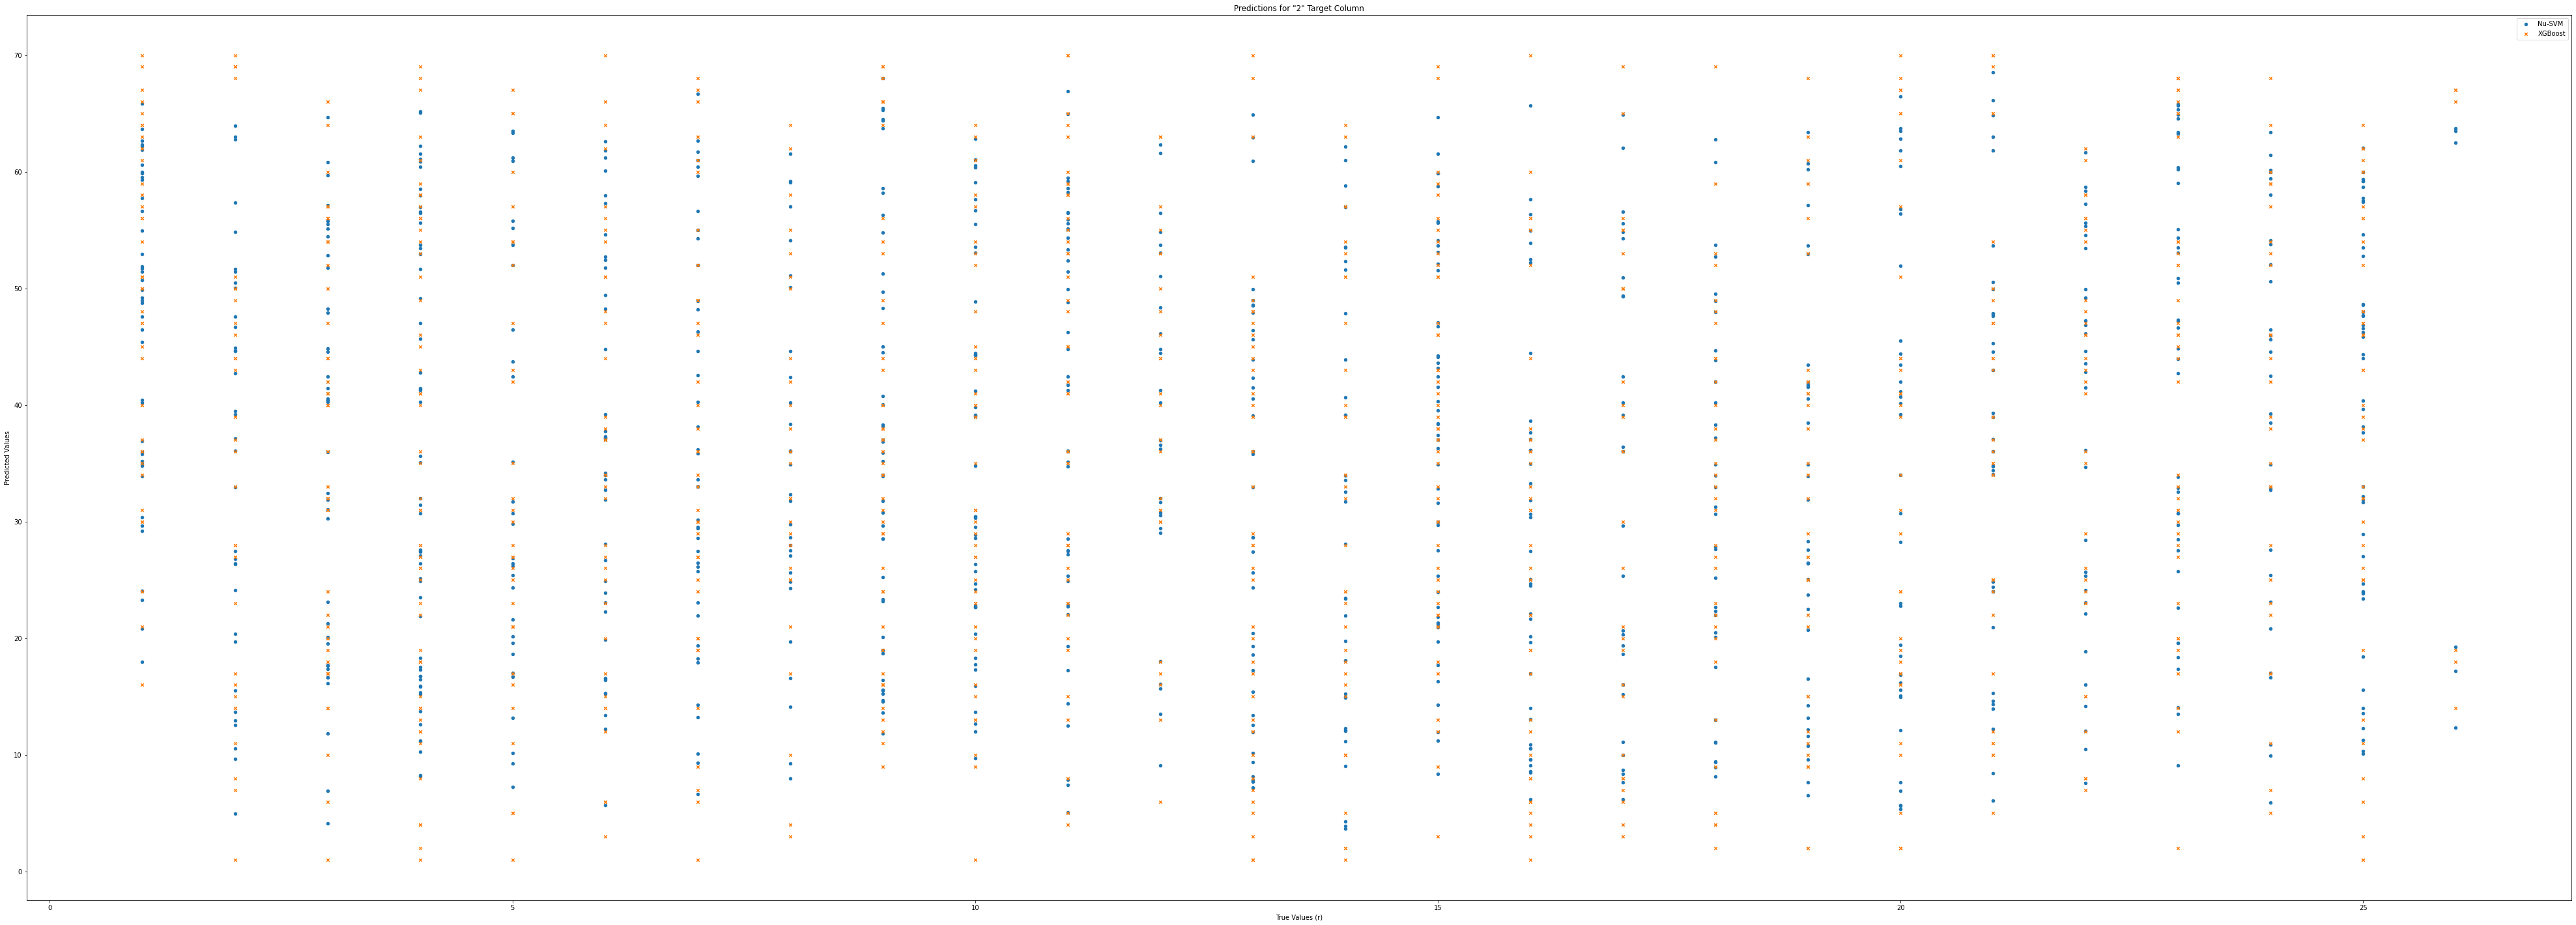 Predictions for "2" Target Column
Nu-SVM
XGBoost
70
60
50
40
30
20
10
0
Predicted Values
0 5 10 15 20 25
True Values (r)